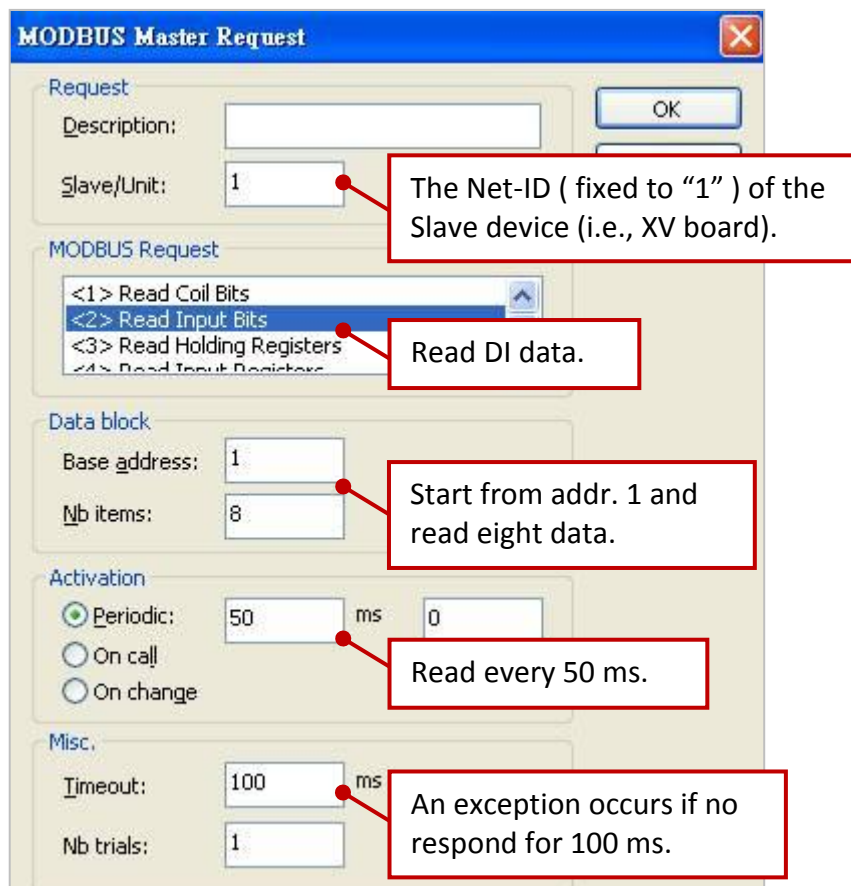 MODBUS Master Request
Request
OK
Description:
Slave/Unit:
1
The Net-ID ( fixed to “1” ) of the
Slave device (i.e., XV board).
MODBUS Request
<1> Read Coil Bits
<2> Read Input Bits
<3> Read Holding Registers
<4> Read Input Registers
Read DI data.
Data block
Base address:
1
Nb items:
8
Start from addr. 1 and
read eight data.
Activation
Periodic:
50
ms
0
On call
On change
Read every 50 ms.
Misc.
Timeout:
100
ms
Nb trials:
1
An exception occurs if no
respond for 100 ms.